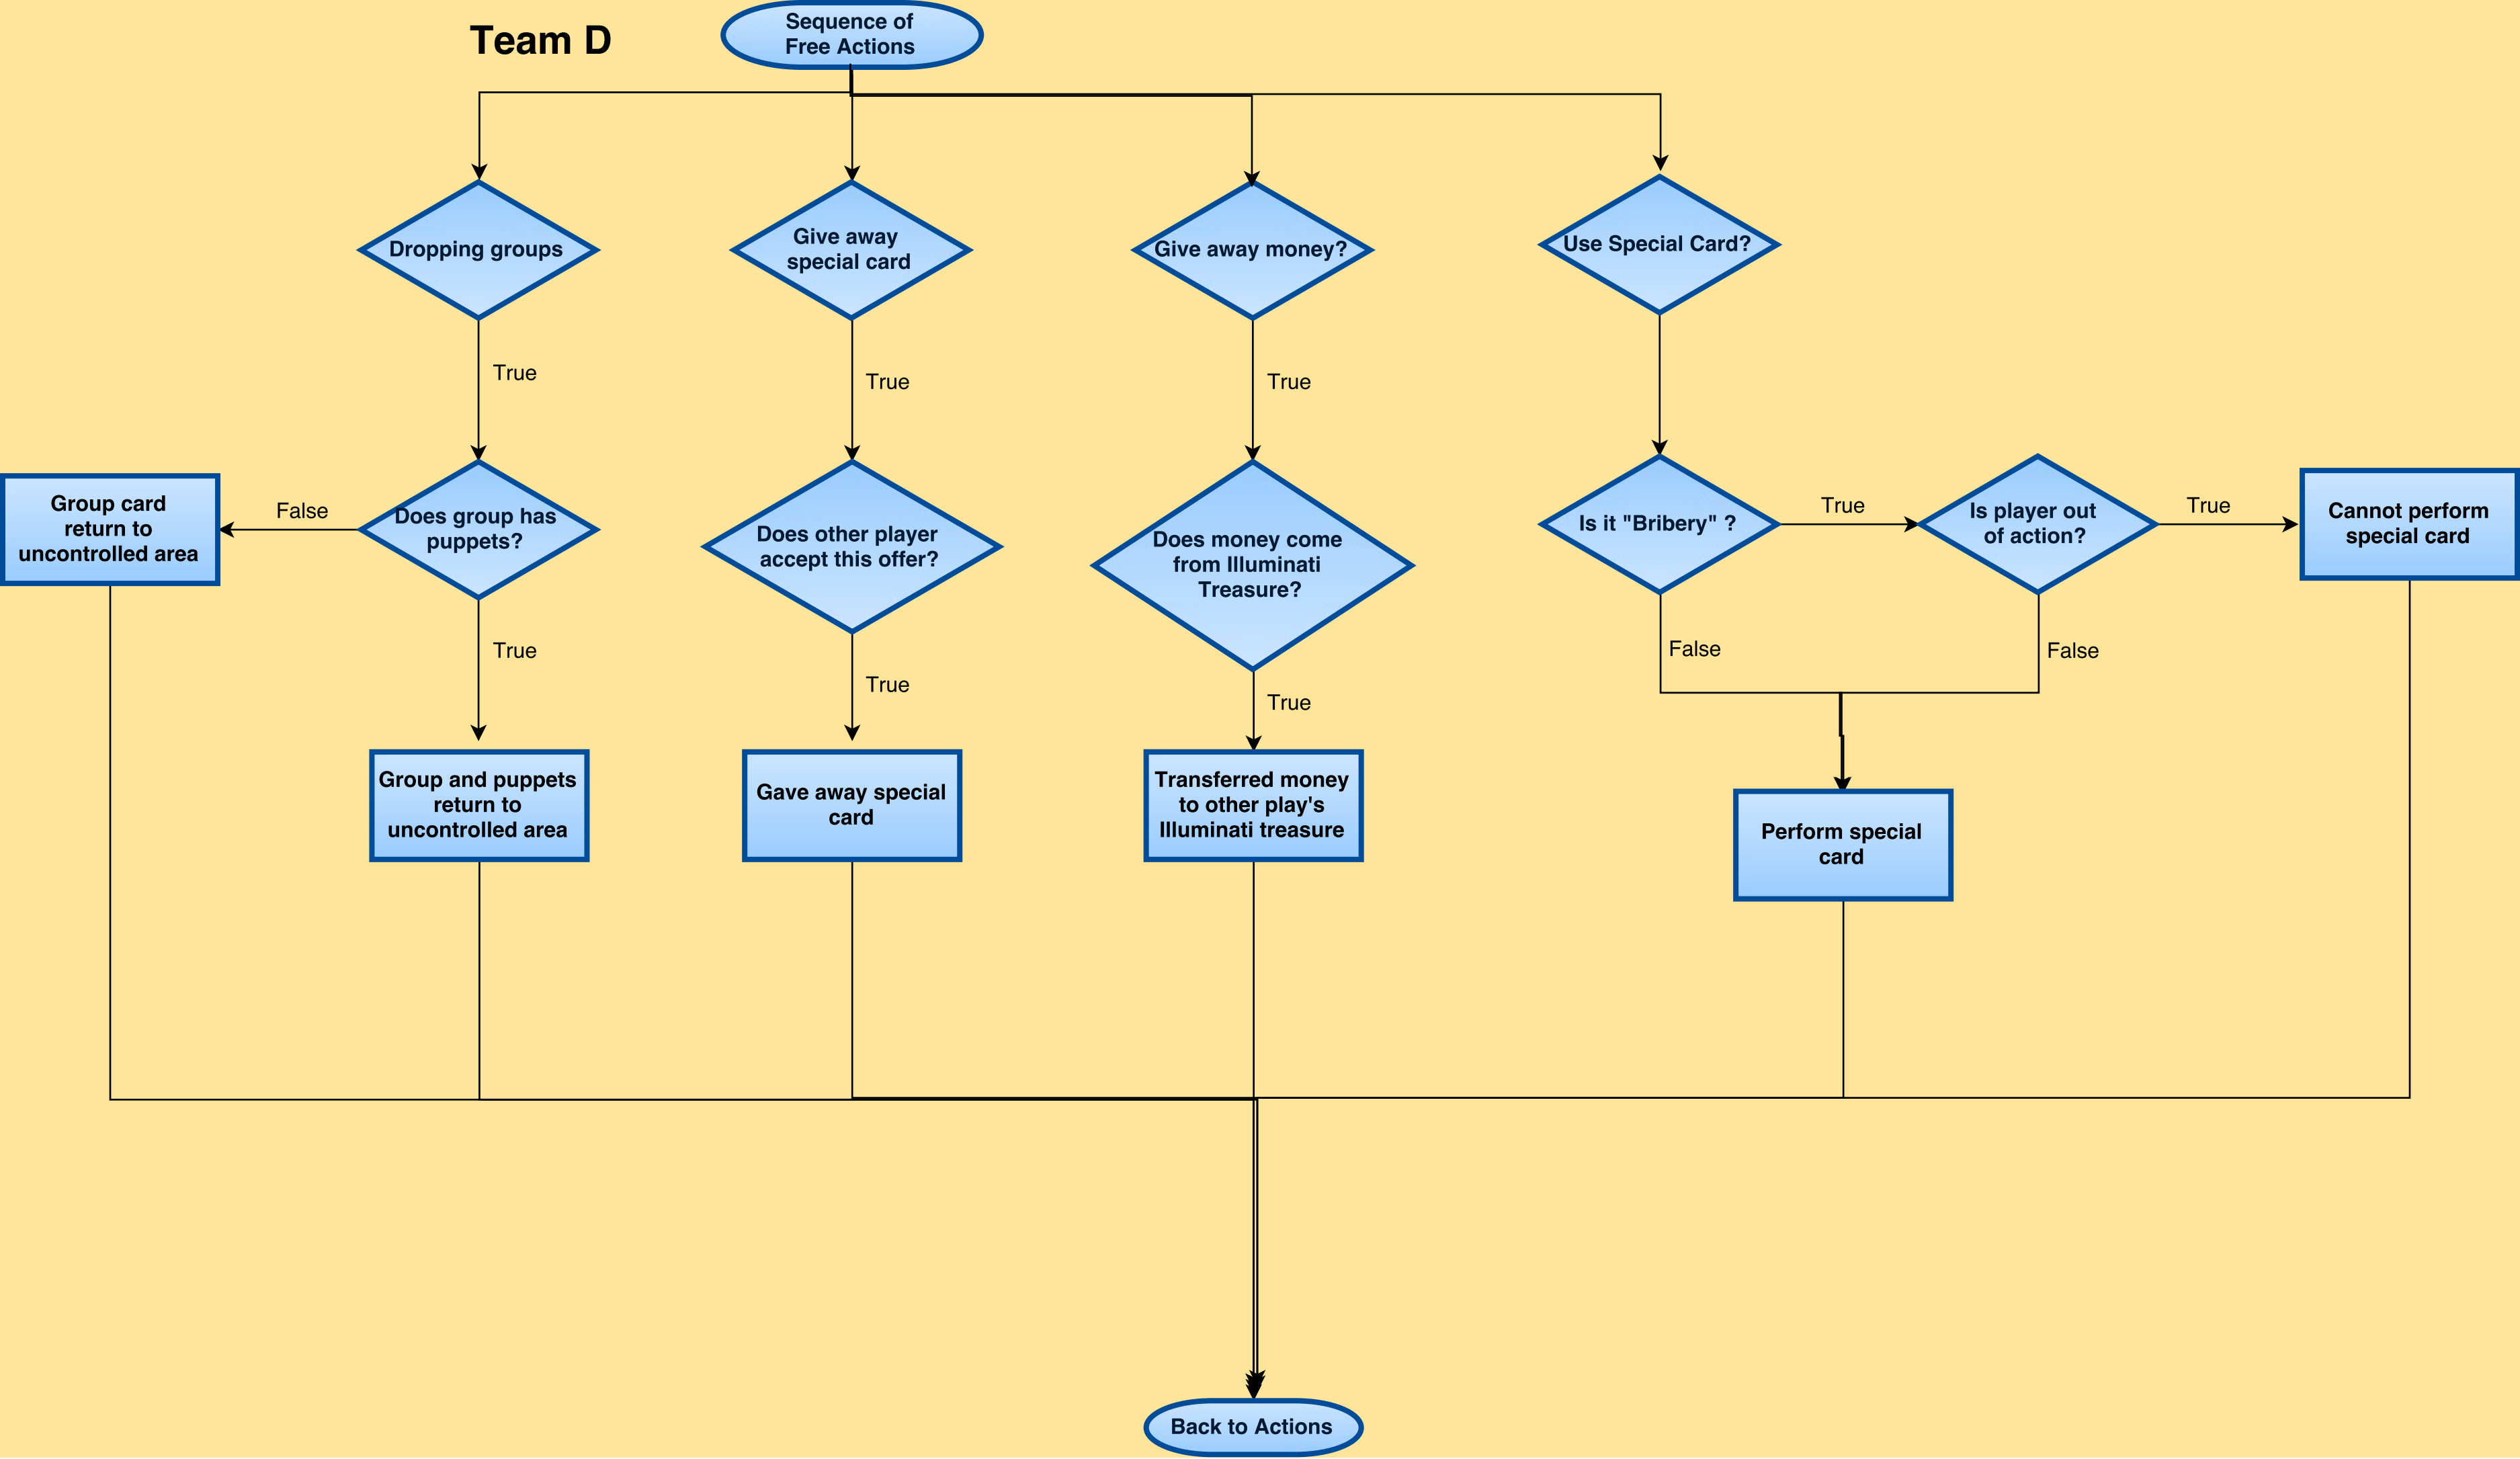 Team D
Sequence of
Free Actions
Dropping groups
Give away
special card
Give away money?
Use Special Card?
True
True
True
Group card
return to
uncontrolled area
False
Does group has
puppets?
Does other player
accept this offer?
Does money come
from Illuminati
Treasure?
Is it "Bribery" ?
True
Is player out
of action?
True
Cannot perform
special card
True
True
True
False
False
Group and puppets
return to
uncontrolled area
Gave away special
card
Transferred money
to other play's
Illuminati treasure
Perform special
card
Back to Actions